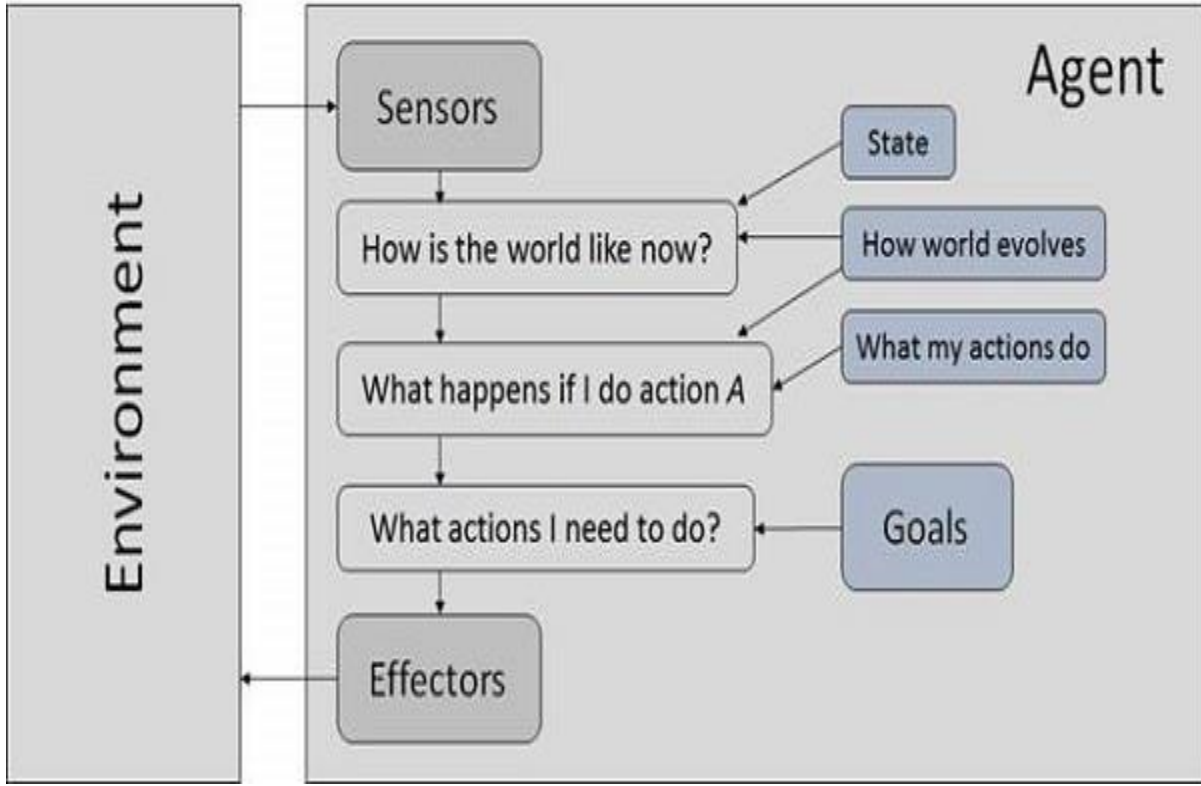 Agent
Environment
Sensors
State
How is the world like now?
How world evolves
What my actions do
What happens if I do action A
What actions I need to do?
Goals
Effectors